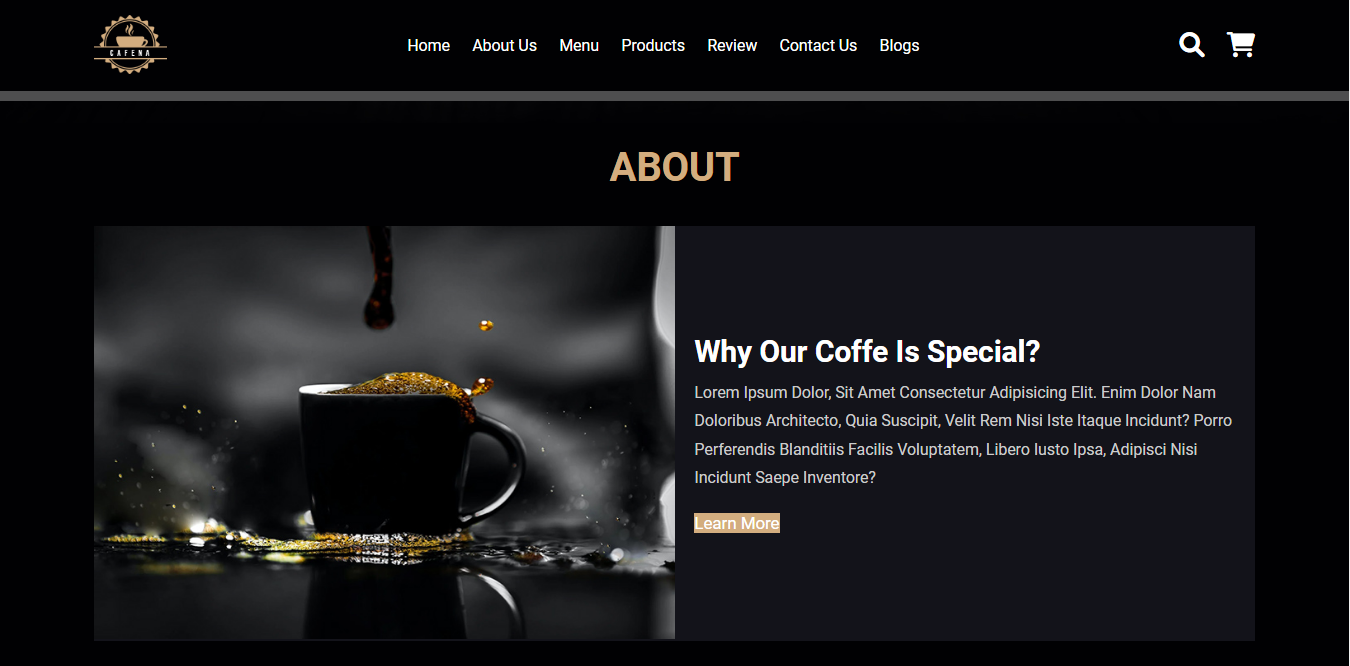 CAFENA
Home About Us Menu Products Review Contact Us Blogs
ABOUT
Why Our Coffe Is Special?
Lorem Ipsum Dolor, Sit Amet Consectetur Adipisicing Elit. Enim Dolor Nam
Doloribus Architecto, Quia Suscipit, Velit Rem Nisi Iste Itaque Incidunt? Porro
Perferendis Blanditiis Facilis Voluptatem, Libero Iusto Ipsa, Adipisci Nisi
Incidunt Saepe Inventore?
Learn More